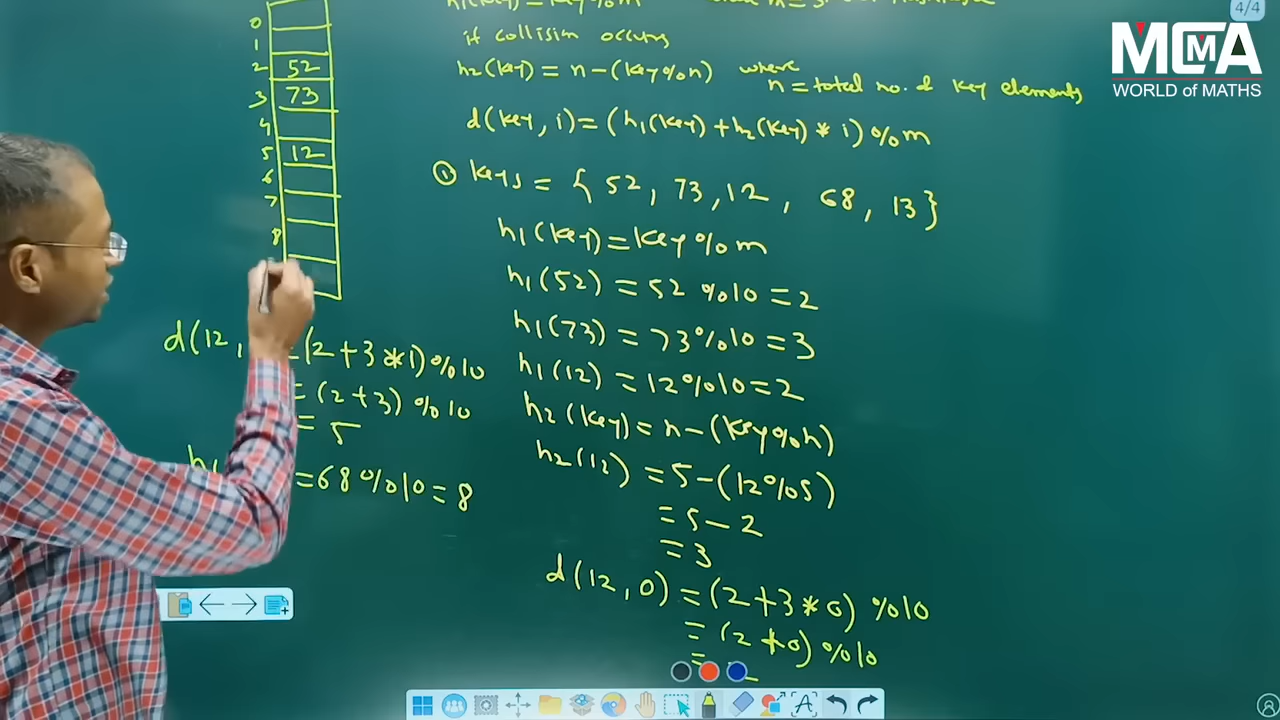 4/4
MCMA
WORLD of MATHS
h1(key) = key % m
if collision occurs
h2(key) = n - (key % n) where
n = total no. of key elements
d(key, i) = (h1(key) + h2(key) * i) % m
① keys = { 52, 73, 12, 68, 13 }
h1(key) = key % m
h1(52) = 52 % 10 = 2
h1(73) = 73 % 10 = 3
h1(12) = 12 % 10 = 2
h2(key) = n - (key % n)
h2(12) = 5 - (12 % 5)
= 5 - 2
= 3
d(12, 0) = (2 + 3 * 0) % 10
= (2 + 0) % 10
=
0
1
2 52
3 73
4
5 12
6
7
8
d(12, (2 + 3 * 1) % 10
= (2 + 3) % 10
= 5
= 68 % 10 = 8